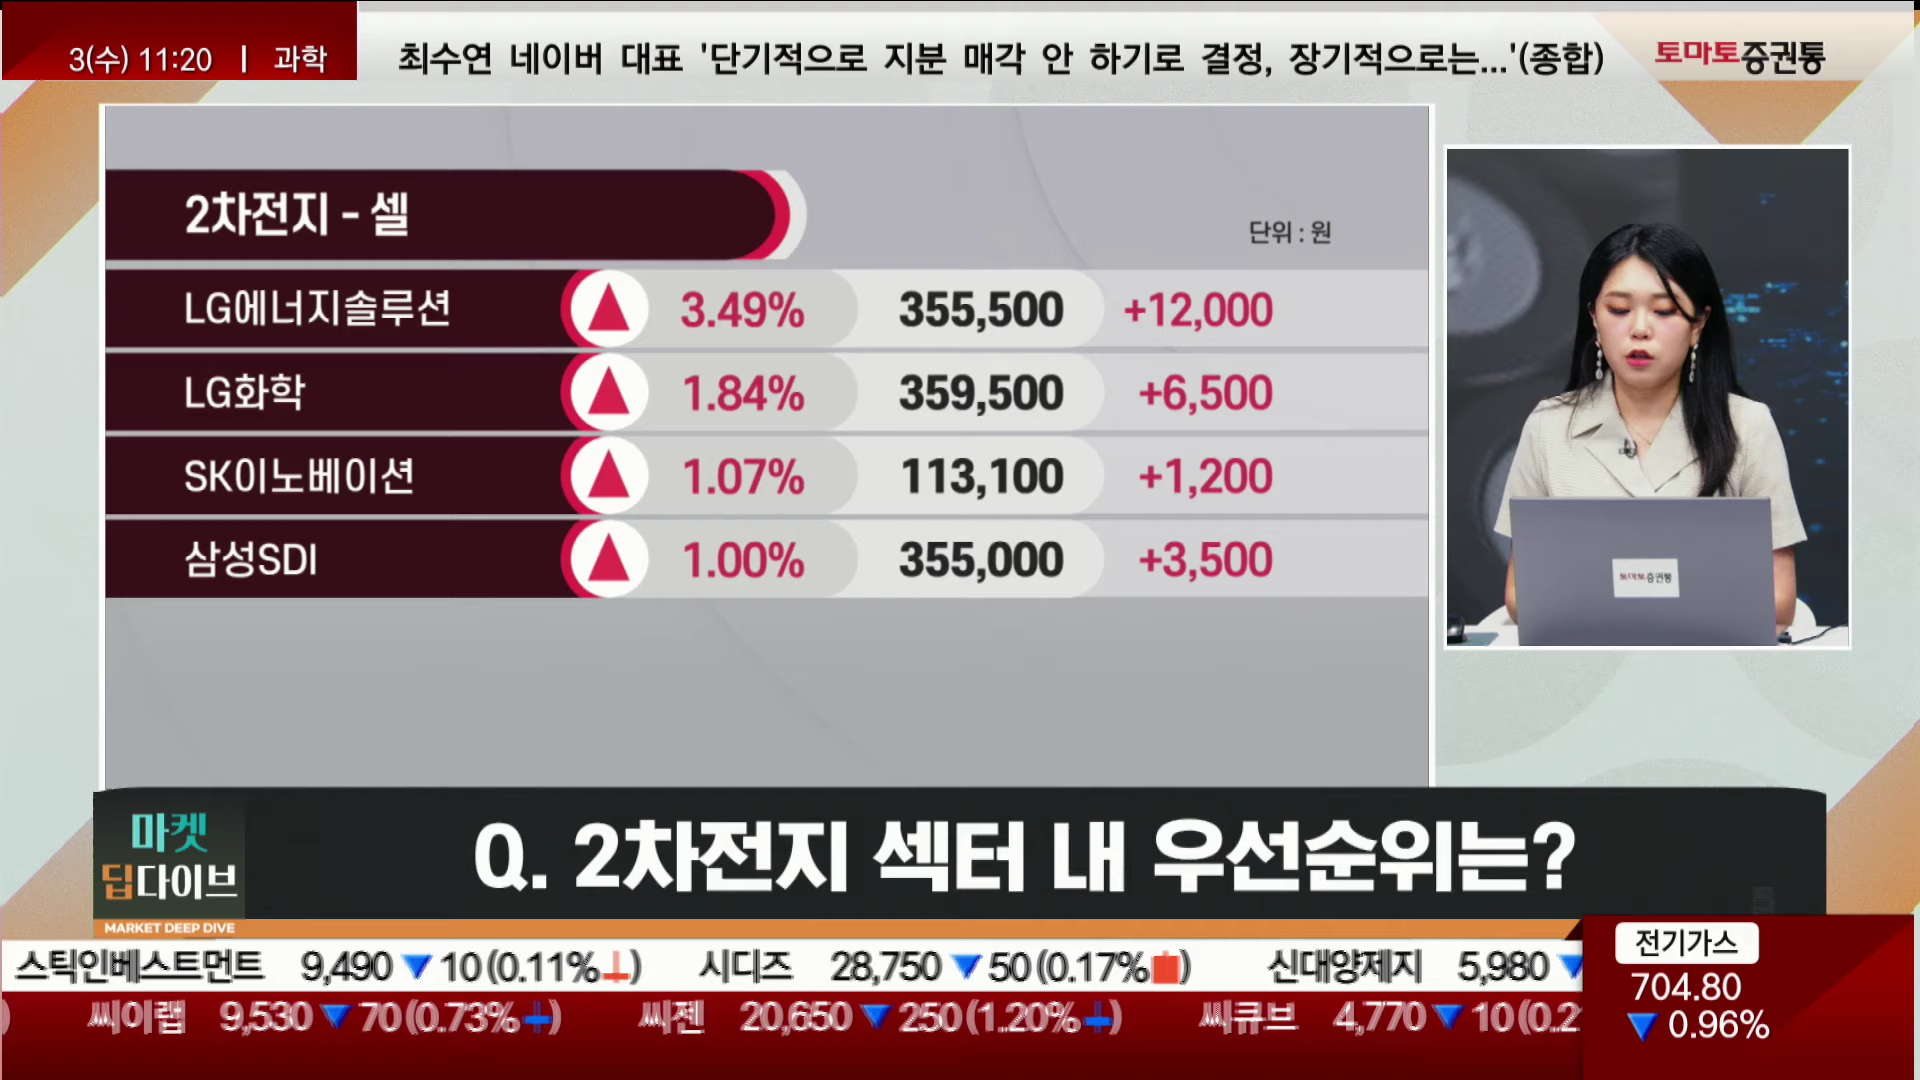 3(수) 11:20 | 과학
최수연 네이버 대표 '단기적으로 지분 매각 안 하기로 결정, 장기적으로는...'(종합)
토마토증권통
2차전지 - 셀
단위 : 원
LG에너지솔루션 ▲ 3.49% 355,500 +12,000
LG화학 ▲ 1.84% 359,500 +6,500
SK이노베이션 ▲ 1.07% 113,100 +1,200
삼성SDI ▲ 1.00% 355,000 +3,500
토마토증권통
마켓
딥다이브
MARKET DEEP DIVE
Q. 2차전지 섹터 내 우선순위는?
스틱인베스트먼트 9,490 ▼ 10 (0.11%) 시디즈 28,750 ▼ 50 (0.17%) 신대양제지 5,980 ▼
) 씨이랩 9,530 ▼ 70 (0.73%) 씨젠 20,650 ▼ 250 (1.20%) 씨큐브 4,770 ▼ 10 (0.2
전기가스
704.80
▼ 0.96%